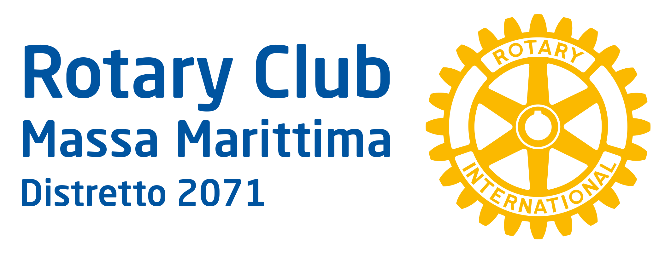 Rotary Club
Massa Marittima
Distretto 2071
ROTARY
INTERNATIONAL